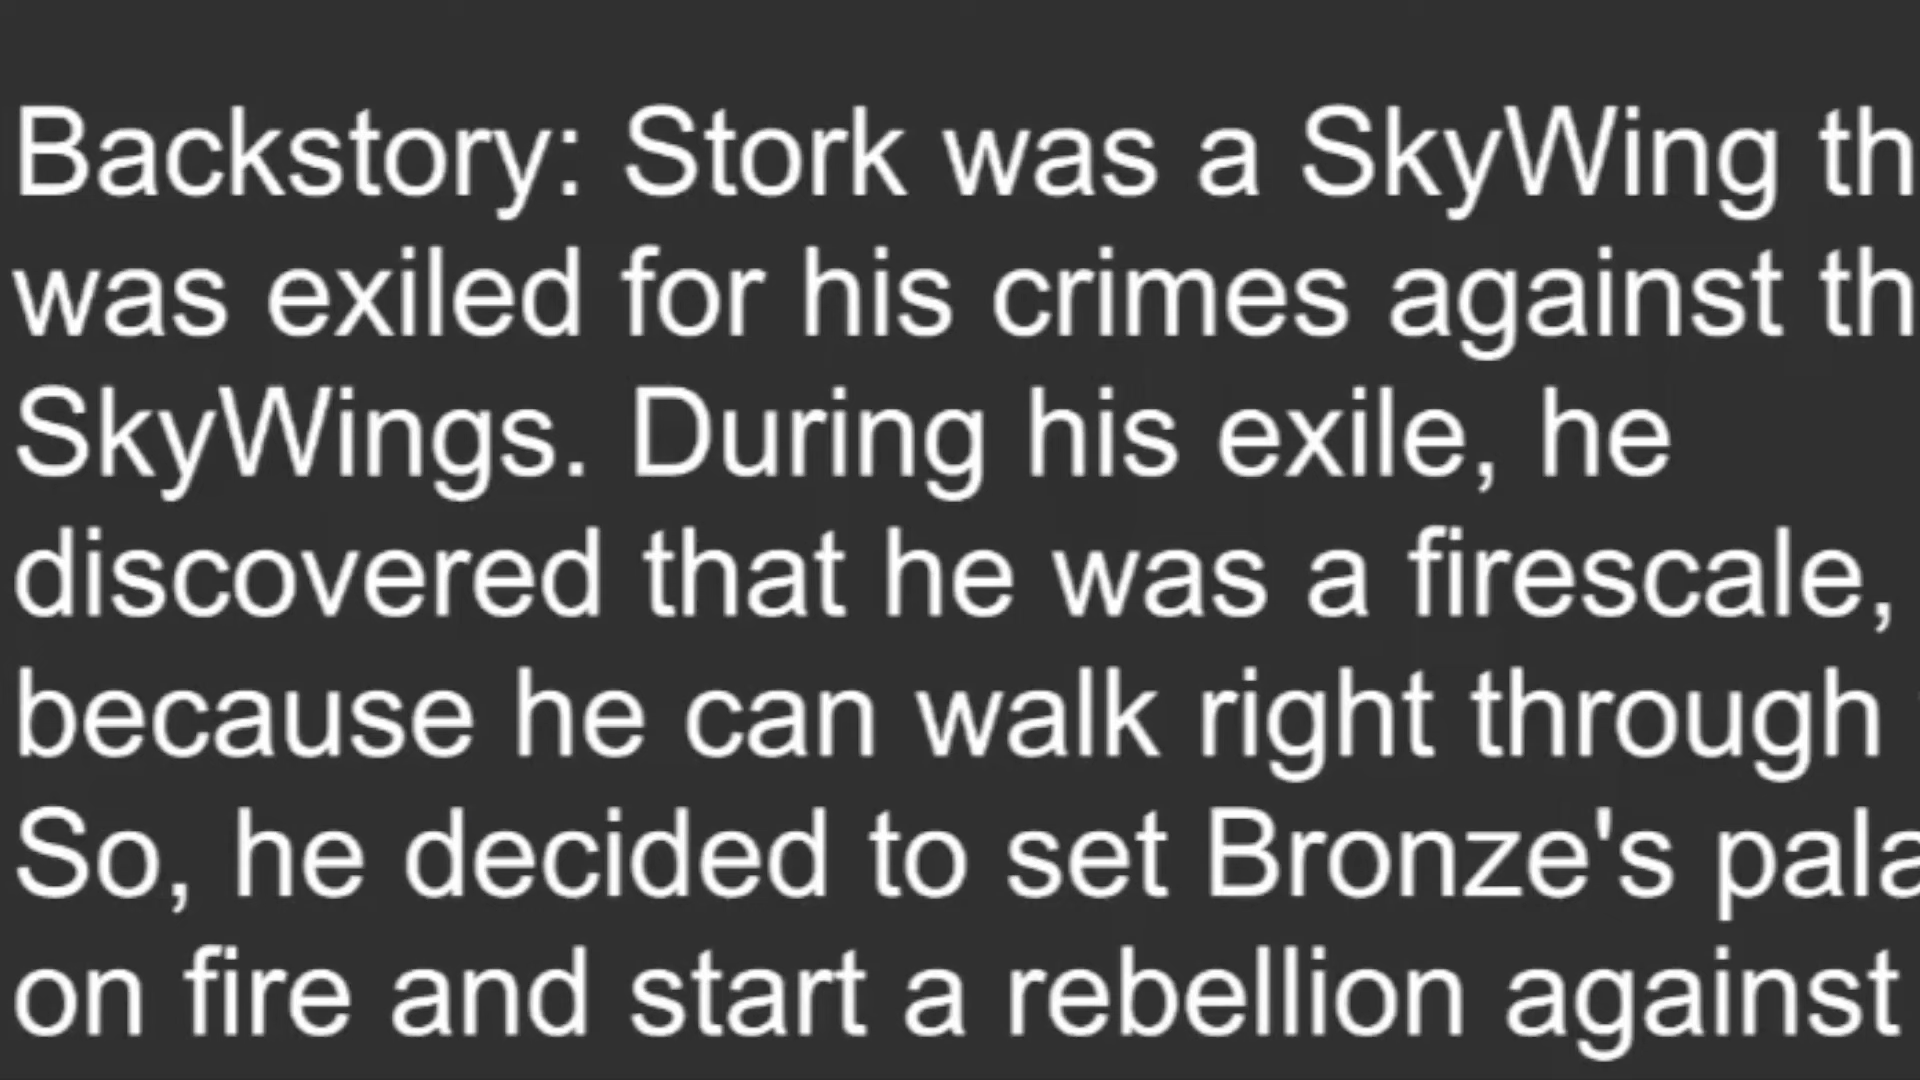 Backstory: Stork was a SkyWing th
was exiled for his crimes against th
SkyWings. During his exile, he
discovered that he was a firescale,
because he can walk right through
So, he decided to set Bronze's pala
on fire and start a rebellion against